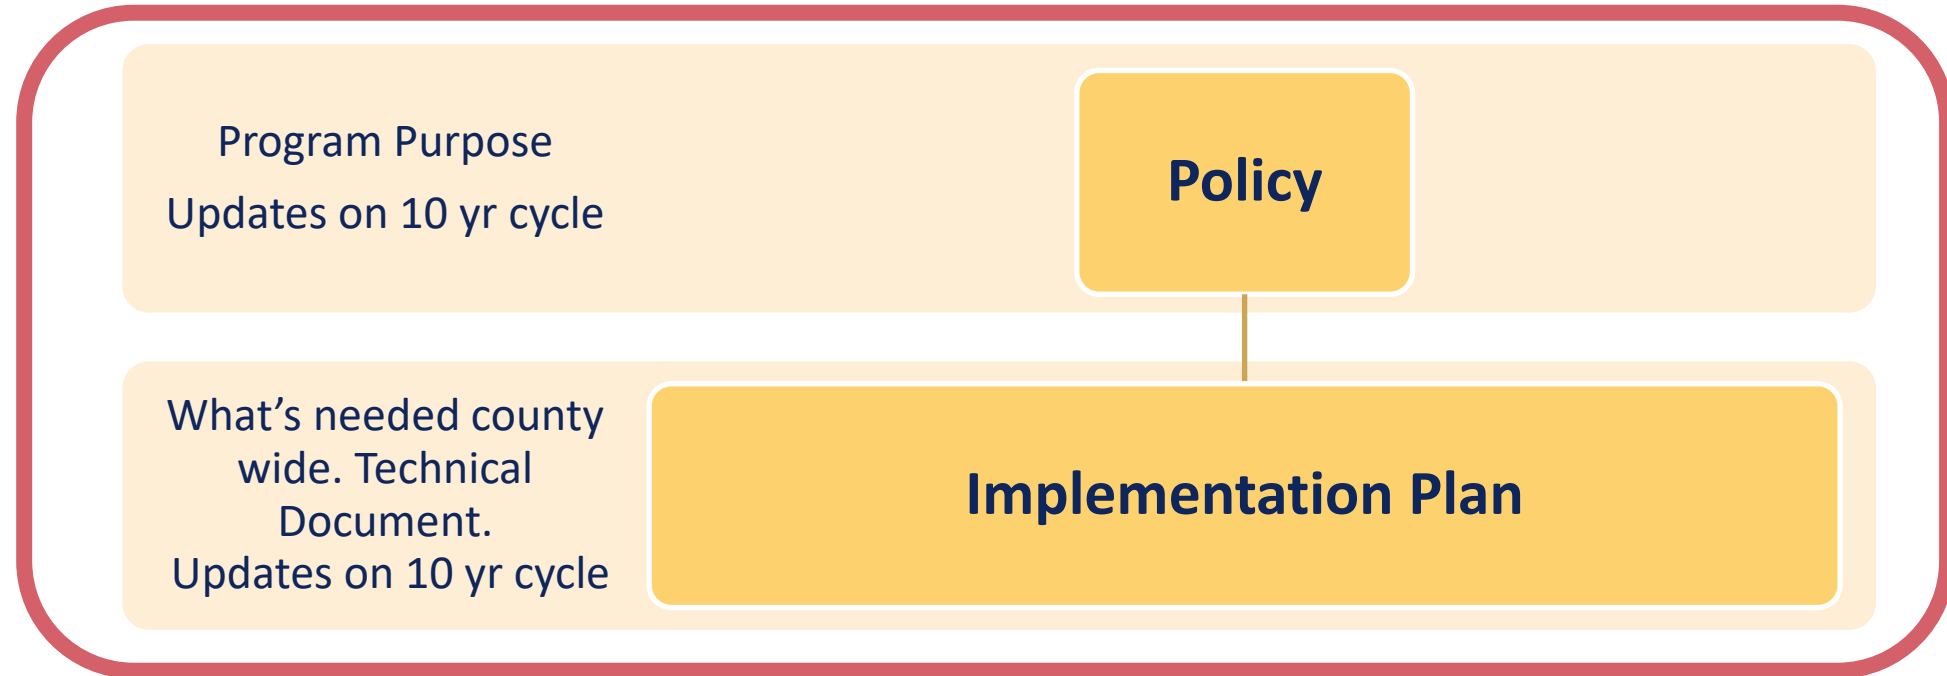 Program Purpose
Updates on 10 yr cycle
Policy
What’s needed county
wide. Technical
Document.
Updates on 10 yr cycle
Implementation Plan